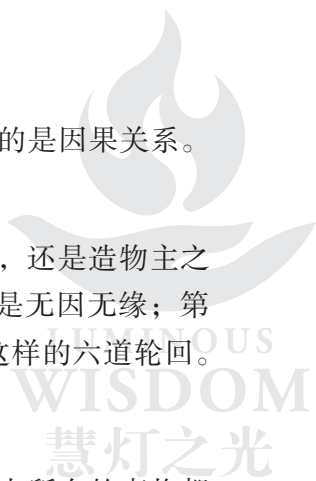 的是因果关系。
，还是造物主之
是无因无缘；第
这样的六道轮回。
LUMINOUS
WISDOM
慧灯之光